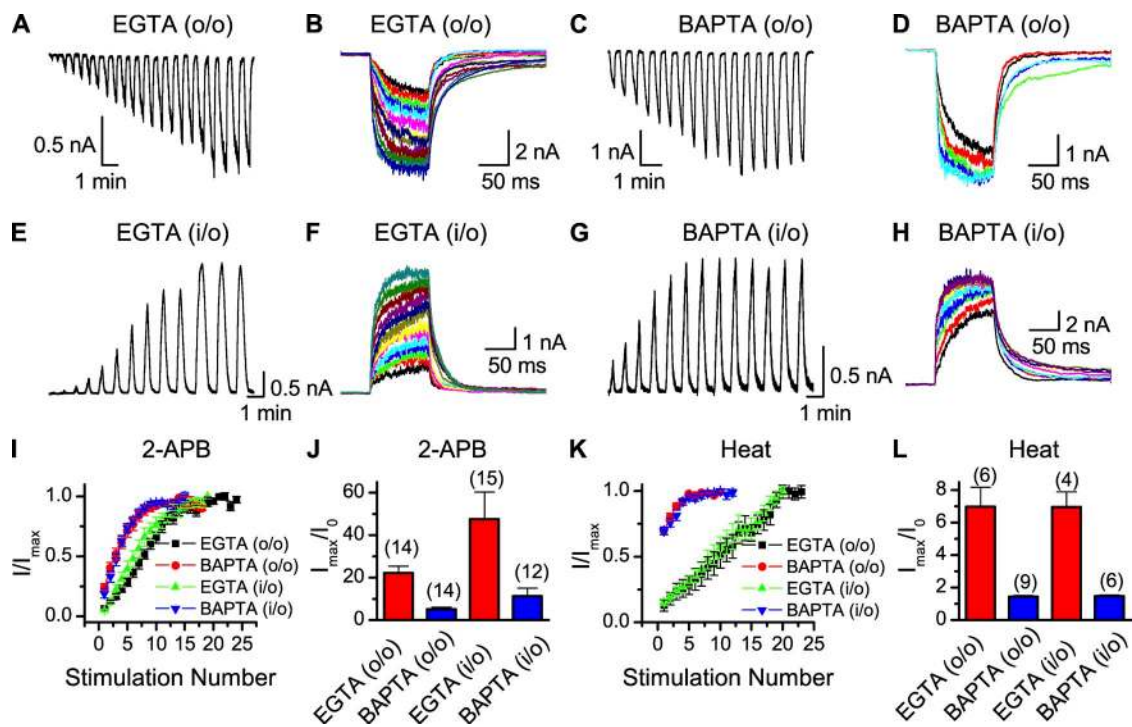 A EGTA (o/o)
0.5 nA
1 min
B EGTA (o/o)
2 nA
50 ms
C BAPTA (o/o)
1 nA
1 min
D BAPTA (o/o)
1 nA
50 ms
E EGTA (i/o)
0.5 nA
1 min
F EGTA (i/o)
1 nA
50 ms
G BAPTA (i/o)
0.5 nA
1 min
H BAPTA (i/o)
2 nA
50 ms
I 2-APB
I/Imax
1.0
0.5
0.0
EGTA (o/o)
BAPTA (o/o)
EGTA (i/o)
BAPTA (i/o)
0 5 10 15 20 25
Stimulation Number
J 2-APB
Imax/I0
60
40
20
0
(14)
(14)
(15)
(12)
EGTA (o/o)
BAPTA (o/o)
EGTA (i/o)
BAPTA (i/o)
K Heat
I/Imax
1.0
0.5
0.0
EGTA (o/o)
BAPTA (o/o)
EGTA (i/o)
BAPTA (i/o)
0 5 10 15 20 25
Stimulation Number
L Heat
Imax/I0
8
6
4
2
0
(6)
(9)
(4)
(6)
EGTA (o/o)
BAPTA (o/o)
EGTA (i/o)
BAPTA (i/o)